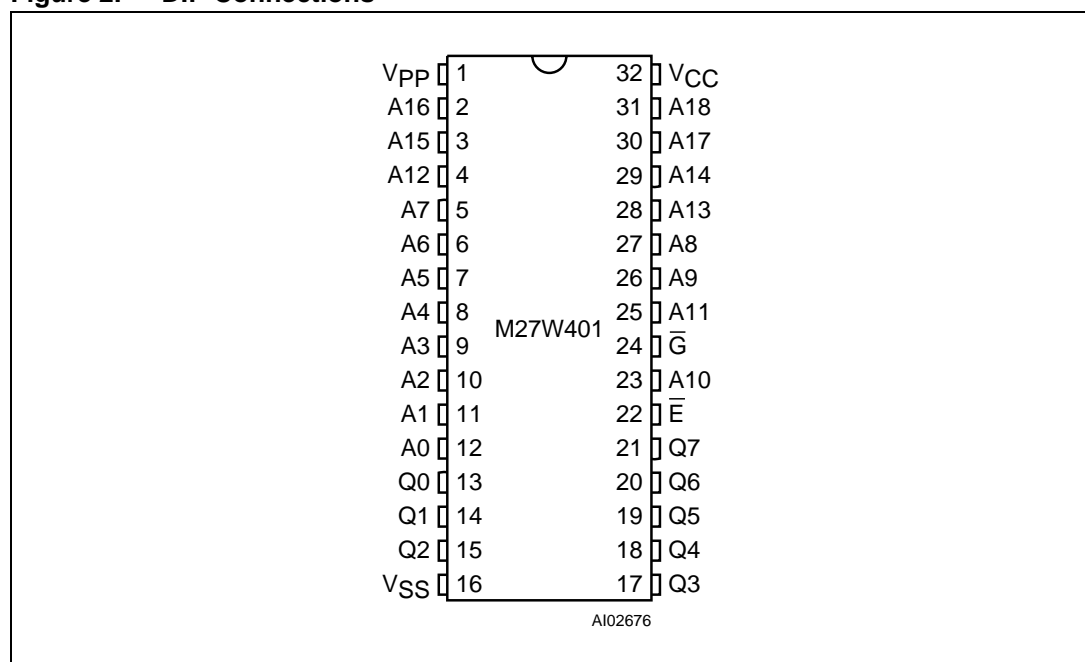 Figure 2. DIP Connections
VPP 1 32 VCC
A16 2 31 A18
A15 3 30 A17
A12 4 29 A14
A7 5 28 A13
A6 6 27 A8
A5 7 26 A9
A4 8 25 A11
M27W401
A3 9 24 G̅
A2 10 23 A10
A1 11 22 E̅
A0 12 21 Q7
Q0 13 20 Q6
Q1 14 19 Q5
Q2 15 18 Q4
VSS 16 17 Q3
AI02676